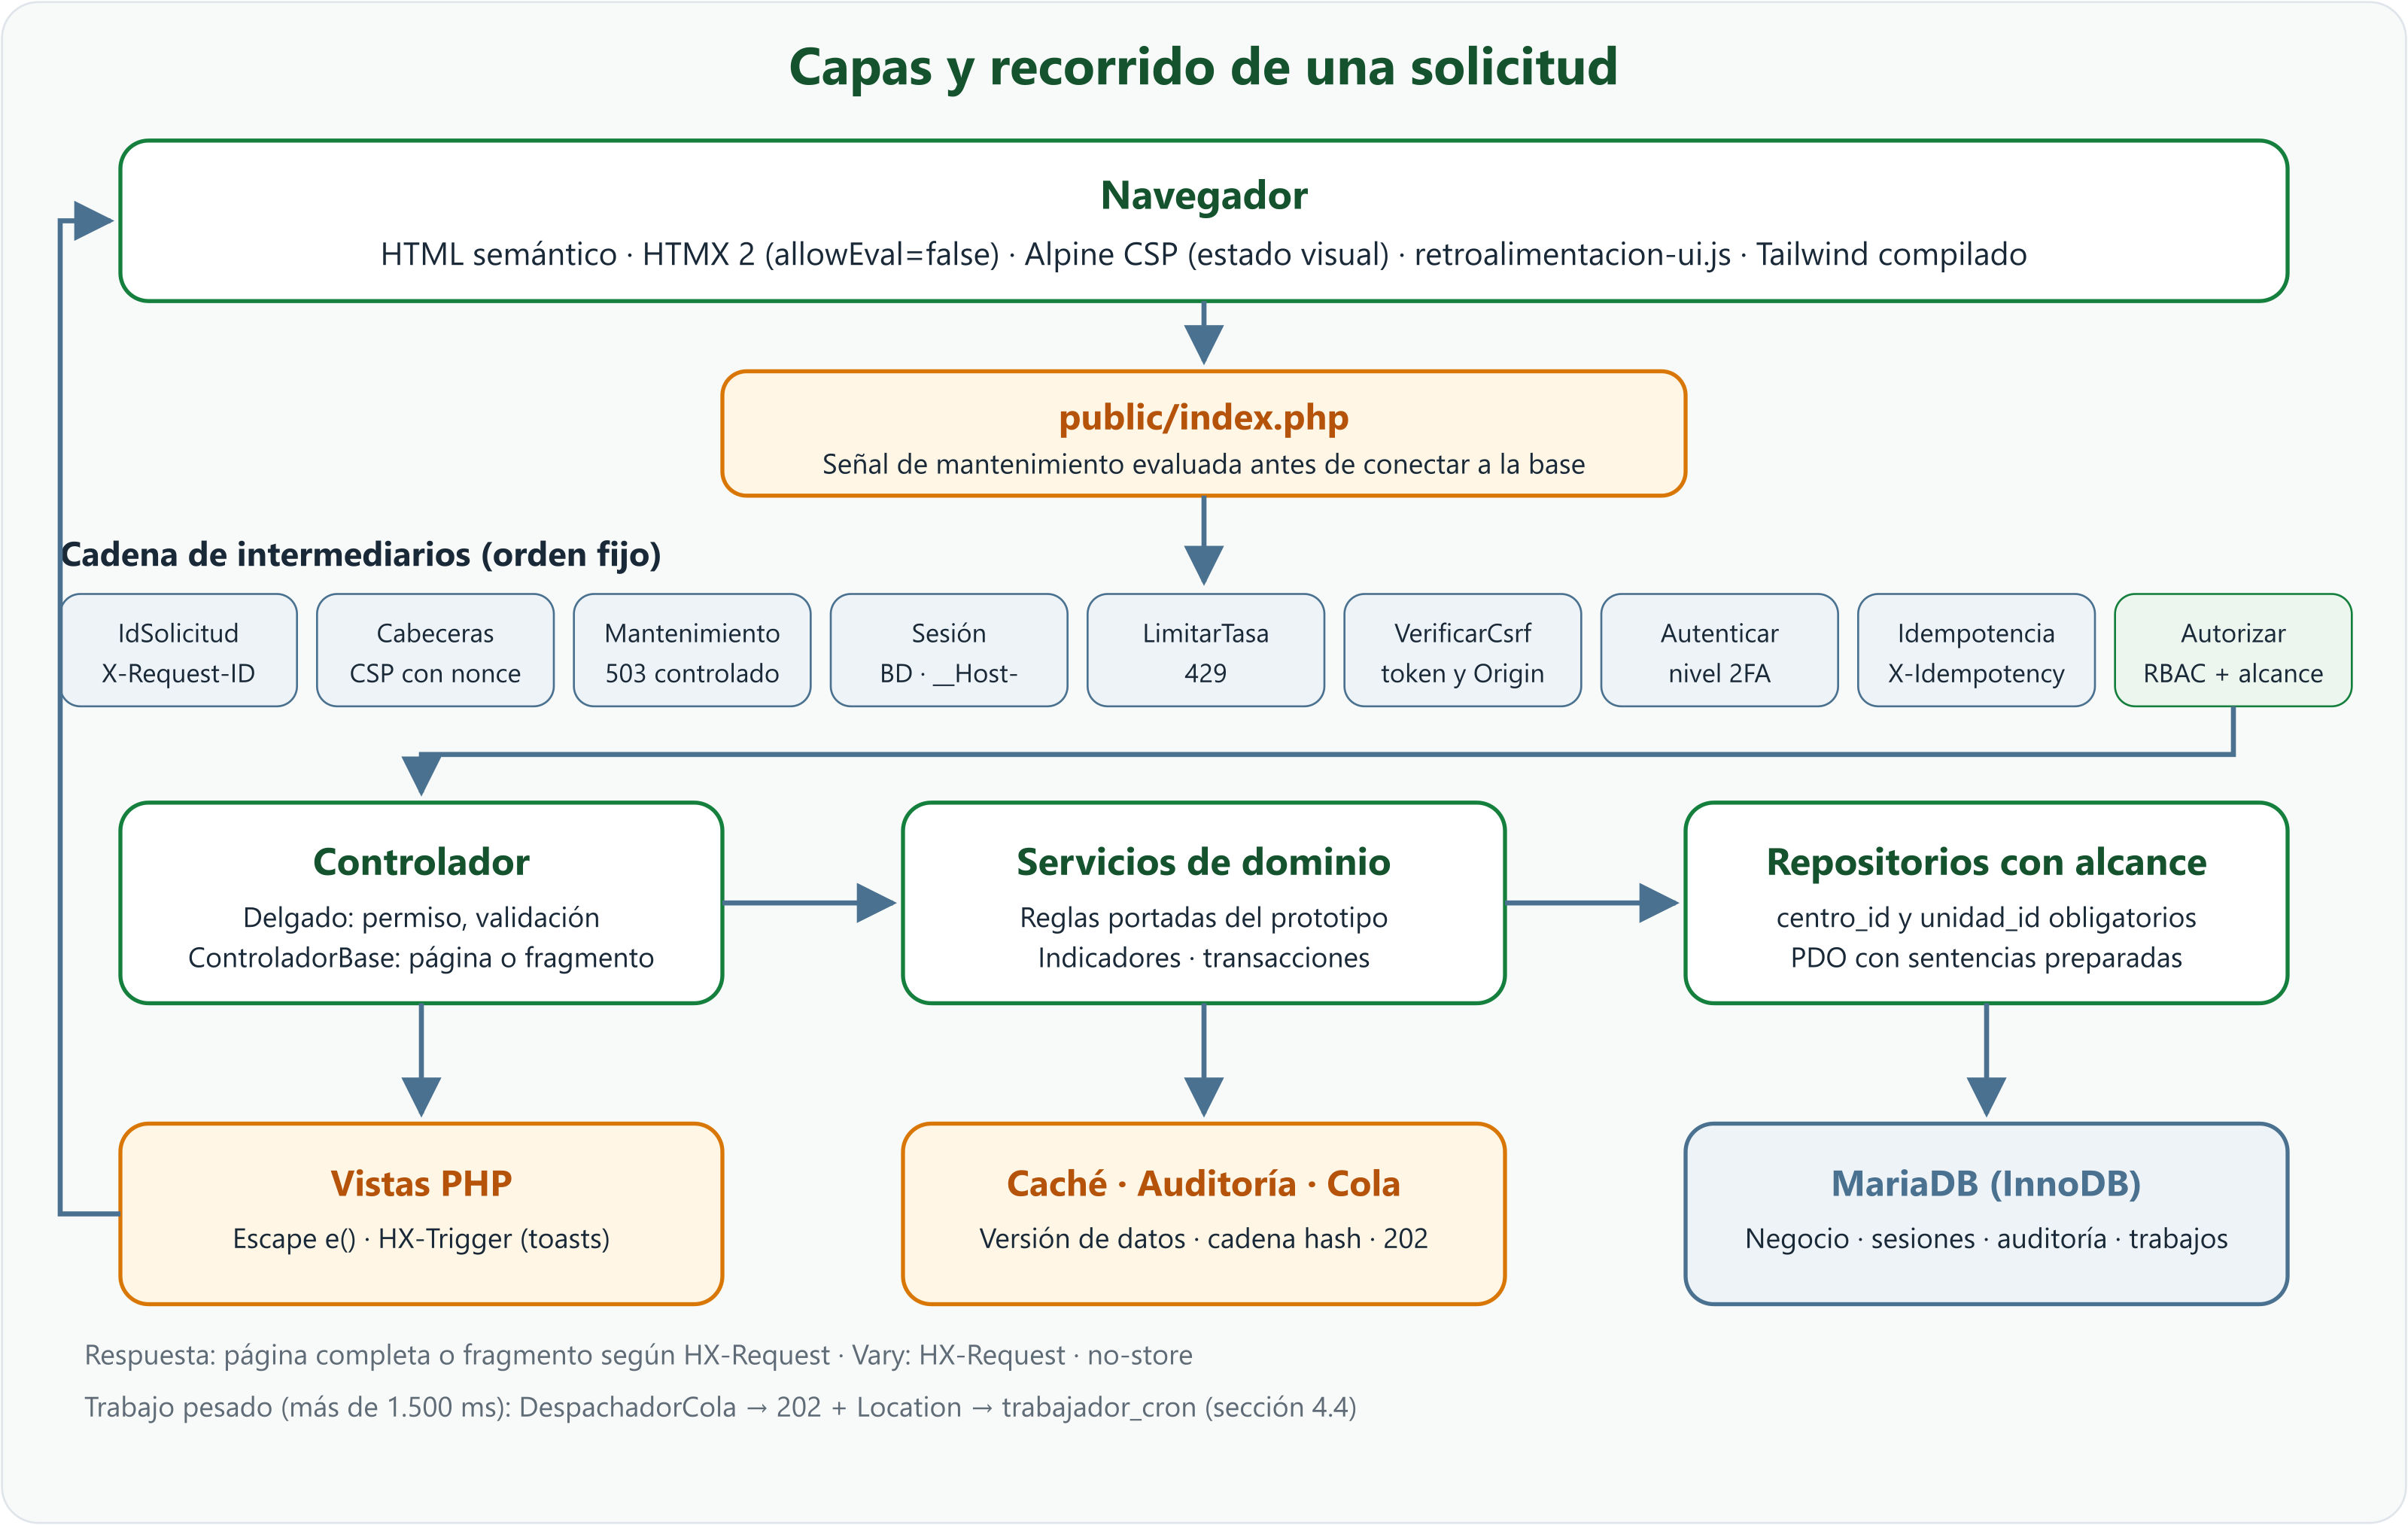 Capas y recorrido de una solicitud
Navegador
HTML semántico · HTMX 2 (allowEval=false) · Alpine CSP (estado visual) · retroalimentacion-ui.js · Tailwind compilado
public/index.php
Señal de mantenimiento evaluada antes de conectar a la base
Cadena de intermediarios (orden fijo)
IdSolicitud
X-Request-ID
Cabeceras
CSP con nonce
Mantenimiento
503 controlado
Sesión
BD · __Host-
LimitarTasa
429
VerificarCsrf
token y Origin
Autenticar
nivel 2FA
Idempotencia
X-Idempotency
Autorizar
RBAC + alcance
Controlador
Delgado: permiso, validación
ControladorBase: página o fragmento
Servicios de dominio
Reglas portadas del prototipo
Indicadores · transacciones
Repositorios con alcance
centro_id y unidad_id obligatorios
PDO con sentencias preparadas
Vistas PHP
Escape e() · HX-Trigger (toasts)
Caché · Auditoría · Cola
Versión de datos · cadena hash · 202
MariaDB (InnoDB)
Negocio · sesiones · auditoría · trabajos
Respuesta: página completa o fragmento según HX-Request · Vary: HX-Request · no-store
Trabajo pesado (más de 1.500 ms): DespachadorCola → 202 + Location → trabajador_cron (sección 4.4)